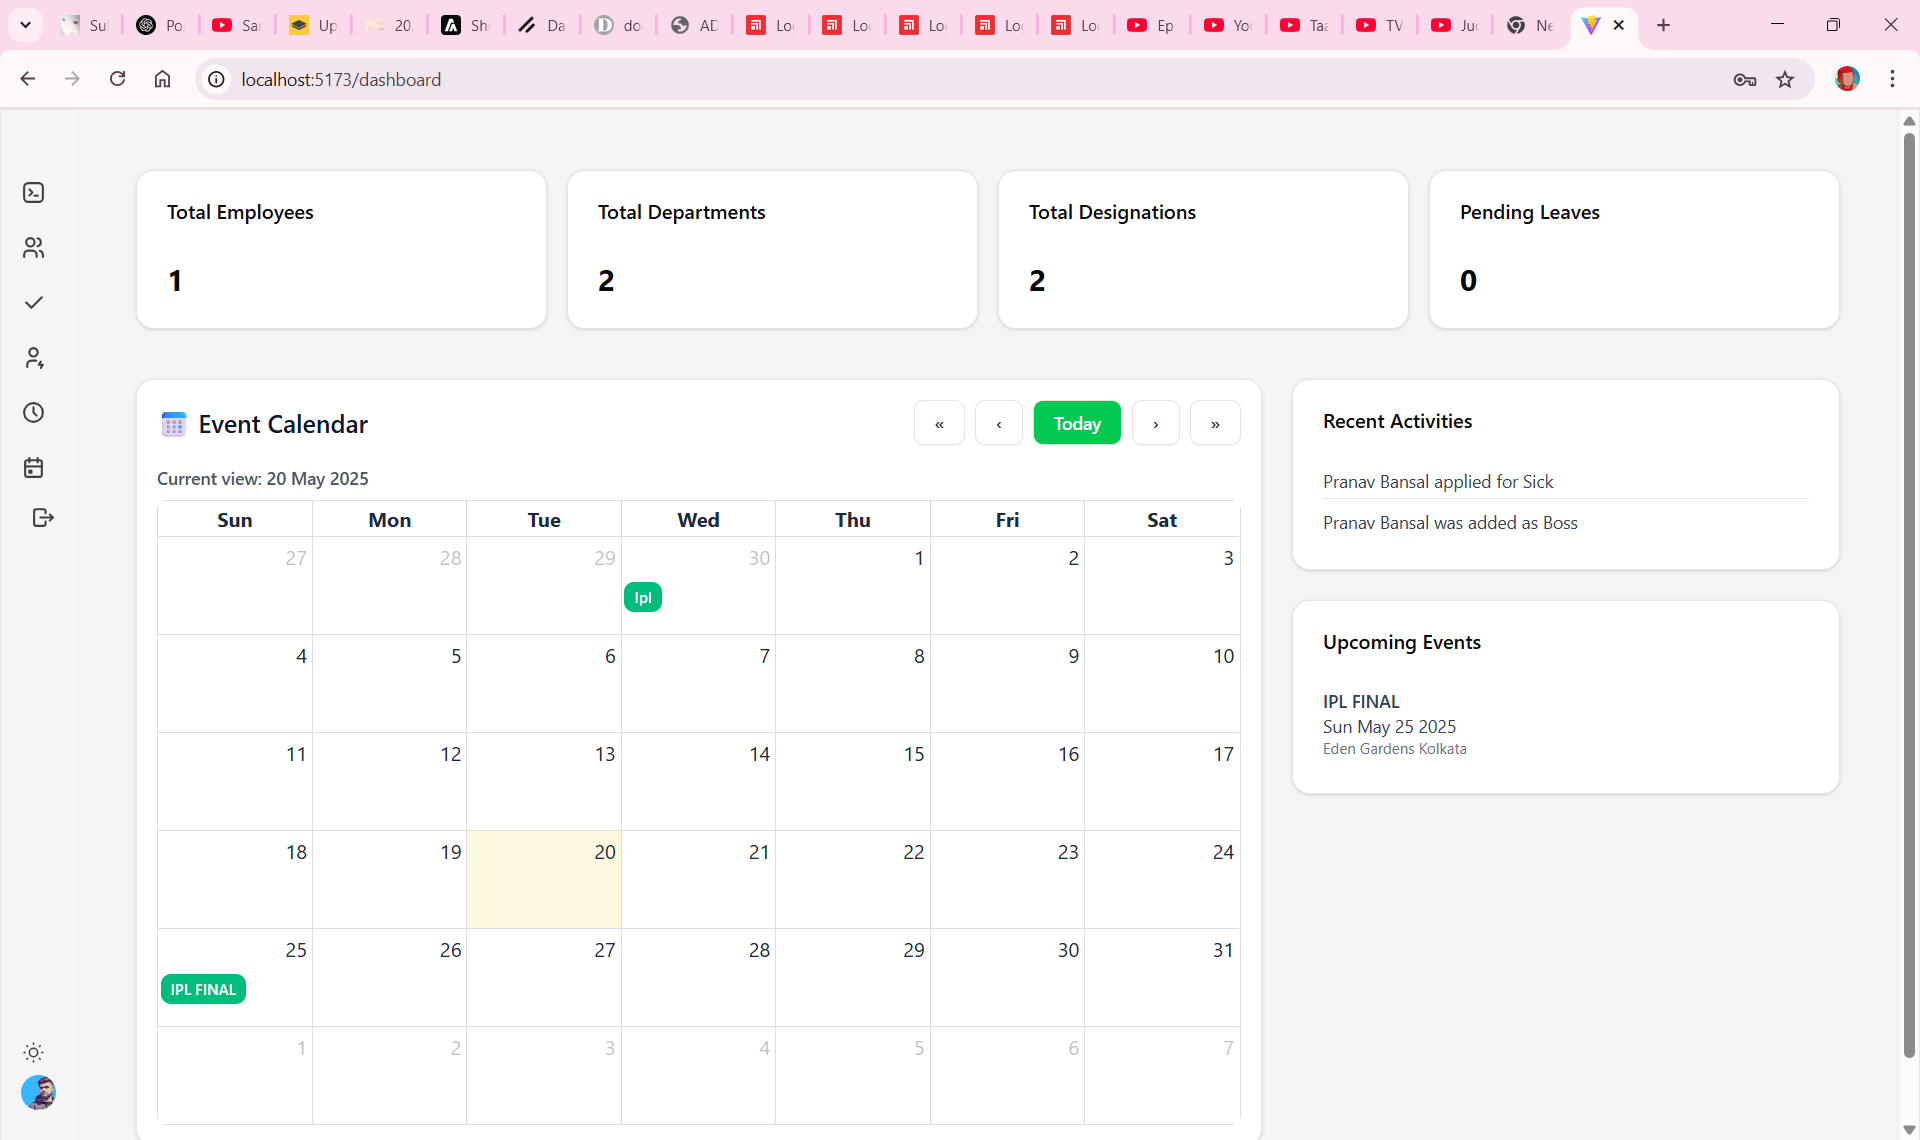 Su
Po
Sa
Up
20
Sh
Da
do
AD
Lo
Lo
Lo
Lo
Lo
Ep
Yo
Taa
TV
Juc
Ne
localhost:5173/dashboard
Total Employees
1
Total Departments
2
Total Designations
2
Pending Leaves
0
Event Calendar
«
‹
Today
›
»
Current view: 20 May 2025
Sun Mon Tue Wed Thu Fri Sat
27 28 29 30 1 2 3
Ipl
4 5 6 7 8 9 10
11 12 13 14 15 16 17
18 19 20 21 22 23 24
25 26 27 28 29 30 31
IPL FINAL
1 2 3 4 5 6 7
Recent Activities
Pranav Bansal applied for Sick
Pranav Bansal was added as Boss
Upcoming Events
IPL FINAL
Sun May 25 2025
Eden Gardens Kolkata